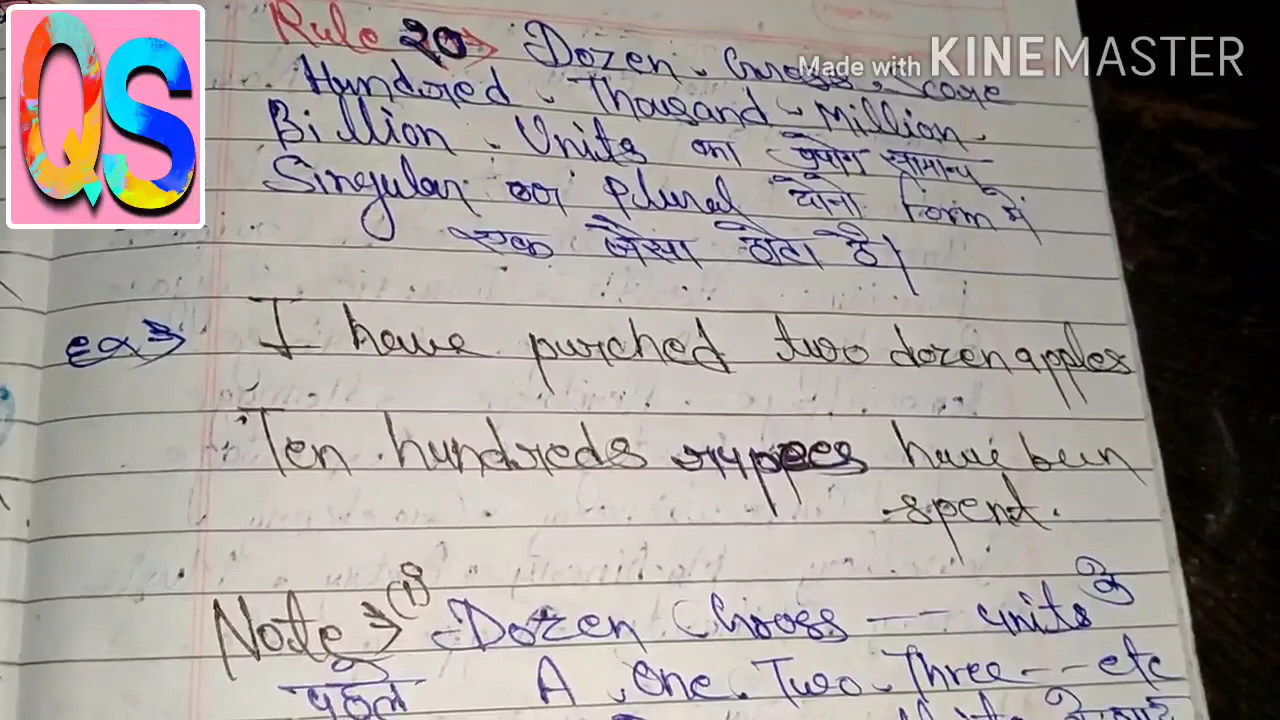 QS
Made with KINEMASTER
Rule 20 Dozen, Gross, Score
Hundred, Thousand, Million,
Billion, Units का प्रयोग सामान्य
Singular का plural दोनों Form में
एक जैसा होता है।
ex→ I have purched two dozen apples
Ten hundreds rupees have been
spent.
Note→(1) Dozen Gross --- units के
पहले A, One, Two, Three --- etc